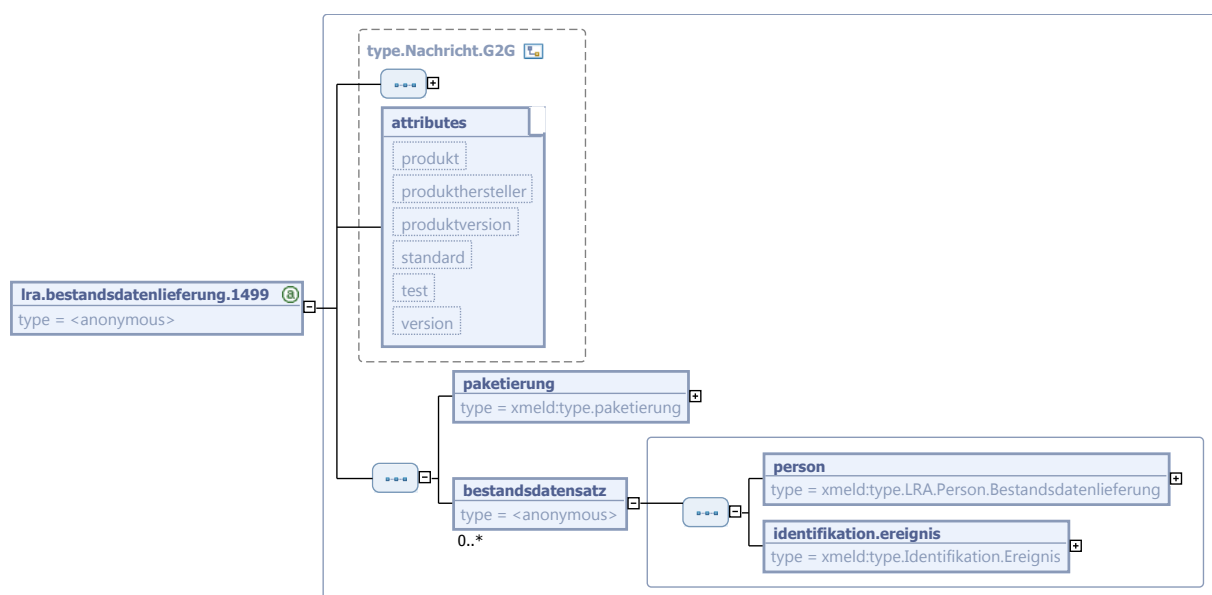 type.Nachricht.G2G
attributes
produkt
produkthersteller
produktversion
standard
test
version
lra.bestandsdatenlieferung.1499 a
type = <anonymous>
paketierung
type = xmeld:type.paketierung
bestandsdatensatz
type = <anonymous>
0..*
person
type = xmeld:type.LRA.Person.Bestandsdatenlieferung
identifikation.ereignis
type = xmeld:type.Identifikation.Ereignis